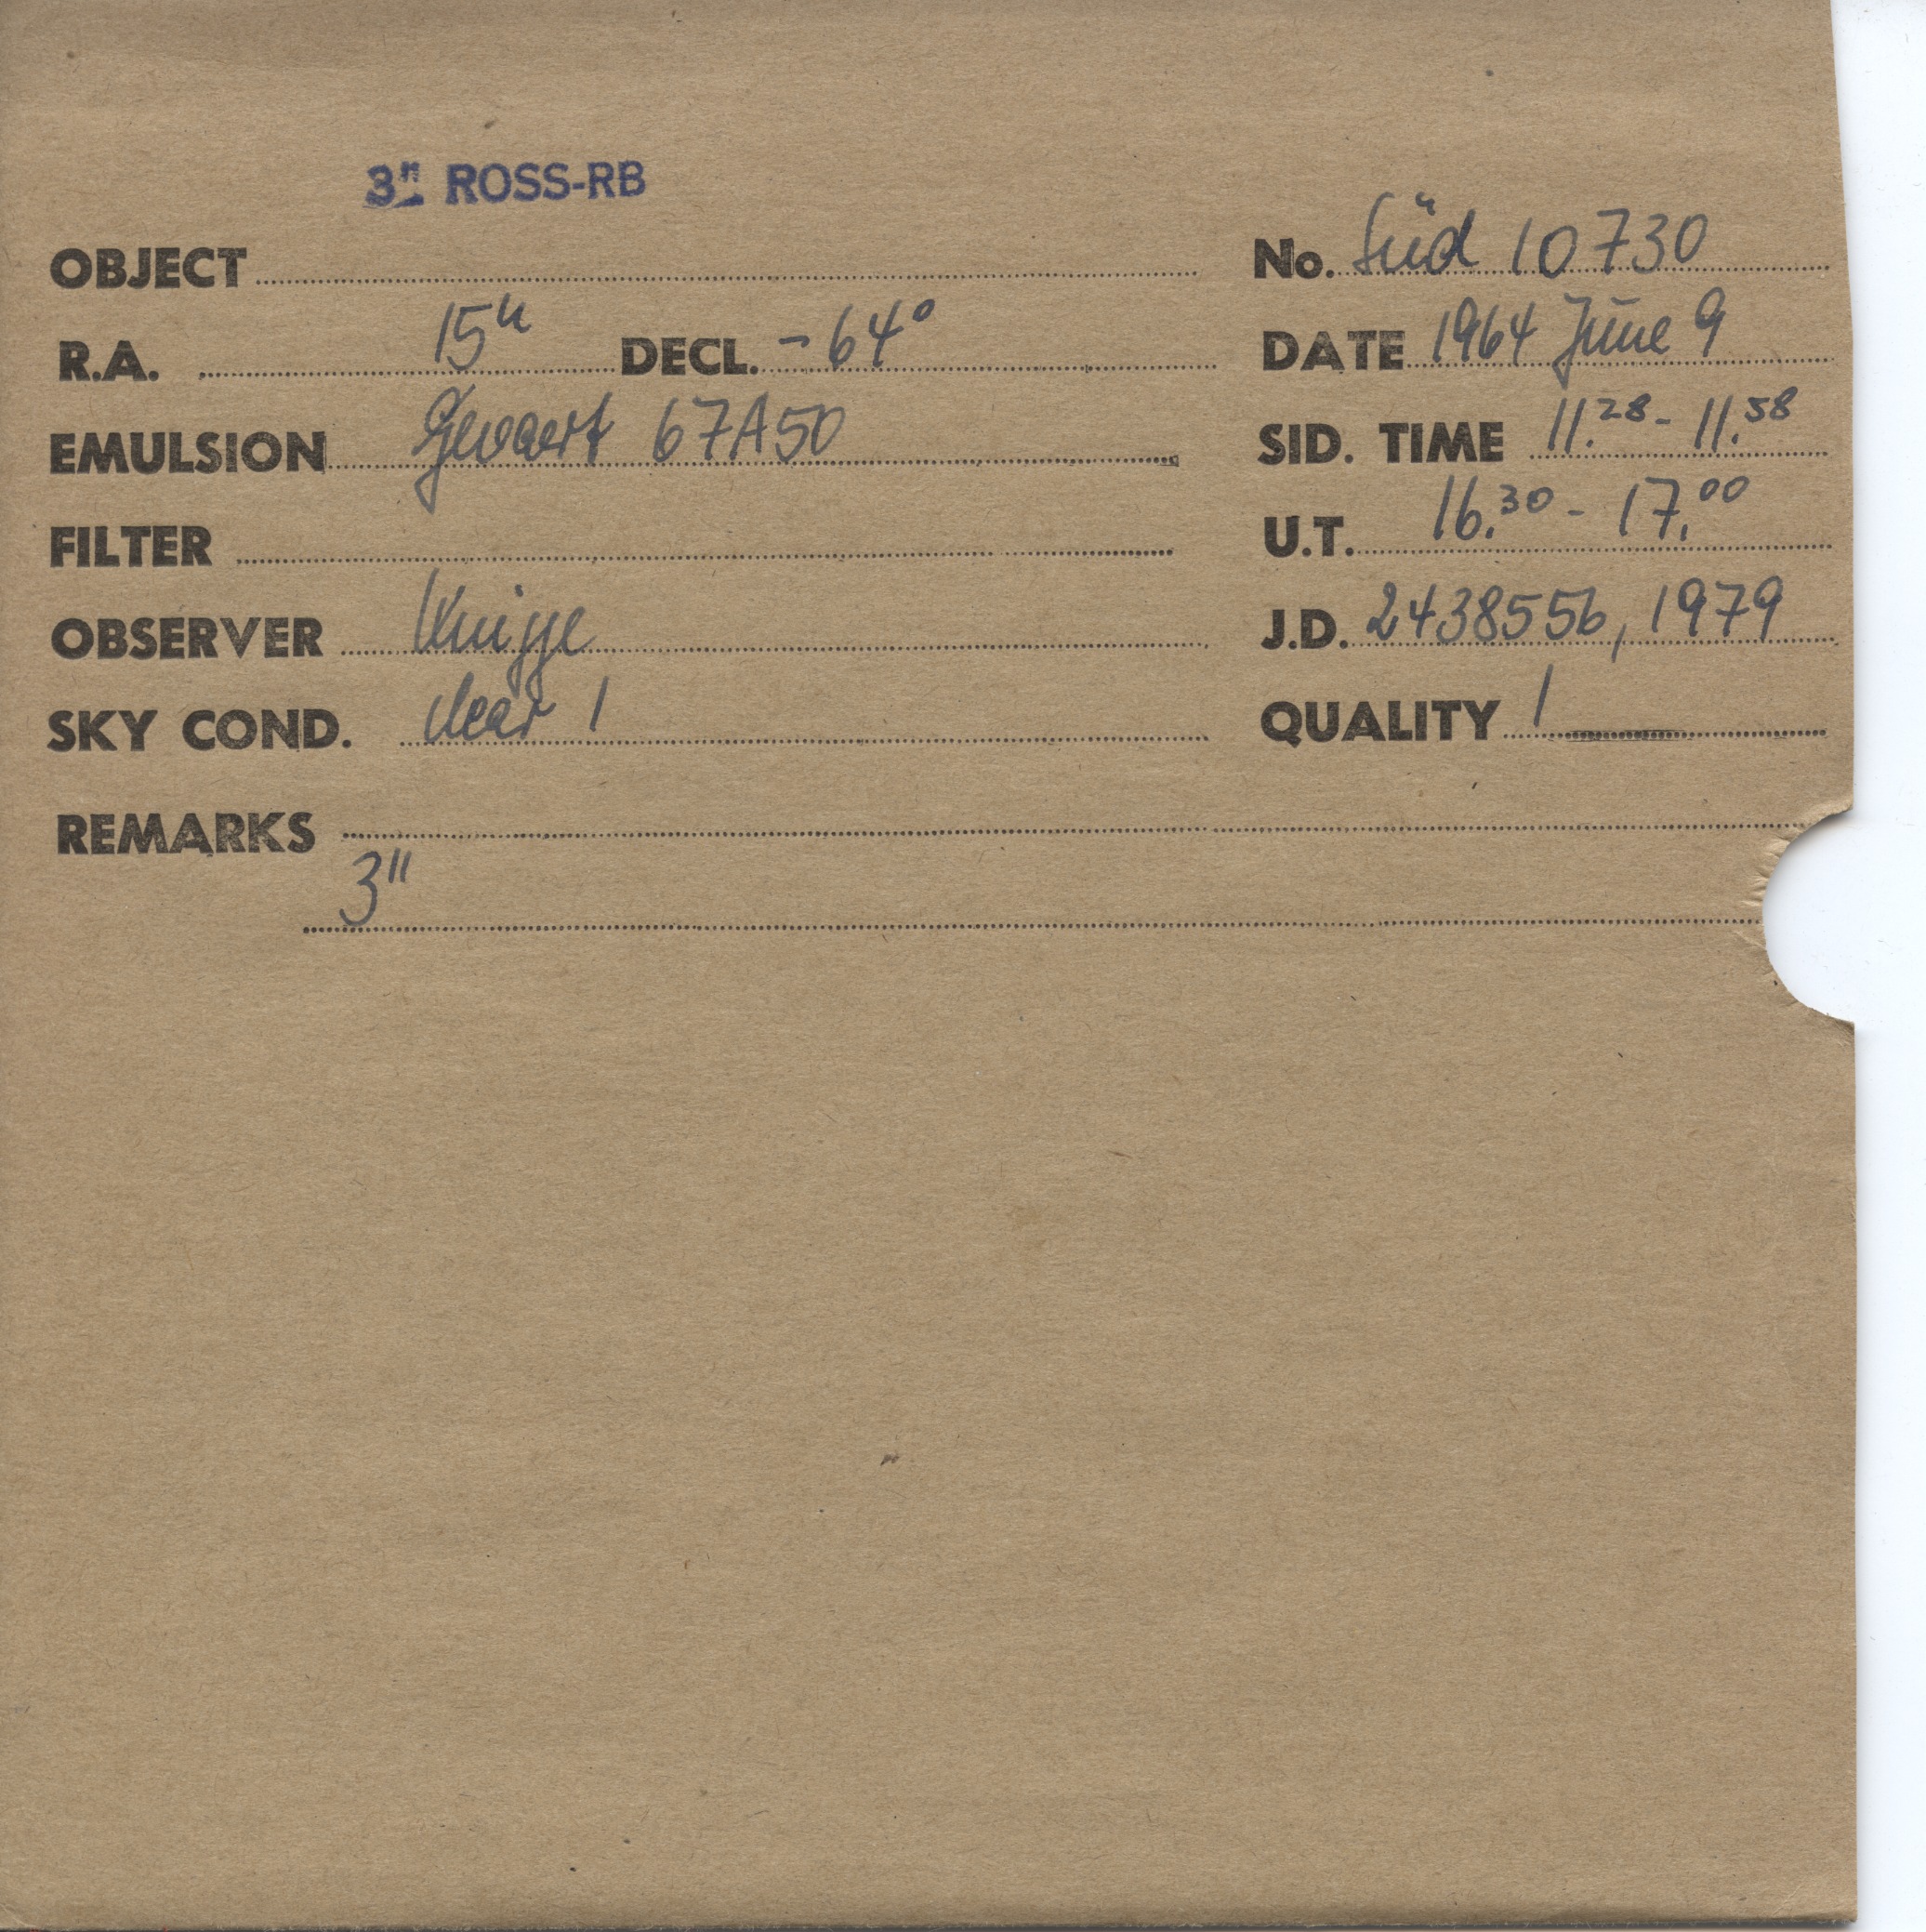 3" ROSS-RB
OBJECT No. Süd 10730
R.A. 15h DECL. -64° DATE 1964 June 9
EMULSION Gevaert 67A50 SID. TIME 11.28 - 11.58
FILTER U.T. 16.30 - 17.00
OBSERVER Knigge J.D. 2438556,1979
SKY COND. clear 1 QUALITY 1
REMARKS
3"